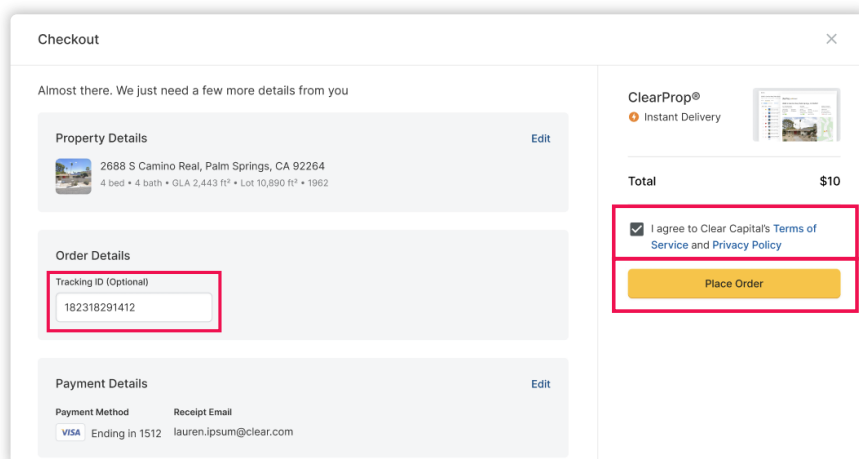 Checkout
Almost there. We just need a few more details from you
Property Details
Edit
2688 S Camino Real, Palm Springs, CA 92264
4 bed • 4 bath • GLA 2,443 ft² • Lot 10,890 ft² • 1962
Order Details
Tracking ID (Optional)
182318291412
Payment Details
Edit
Payment Method
Receipt Email
VISA
Ending in 1512
lauren.ipsum@clear.com
ClearProp®
Instant Delivery
Total
$10
I agree to Clear Capital's Terms of
Service and Privacy Policy
Place Order